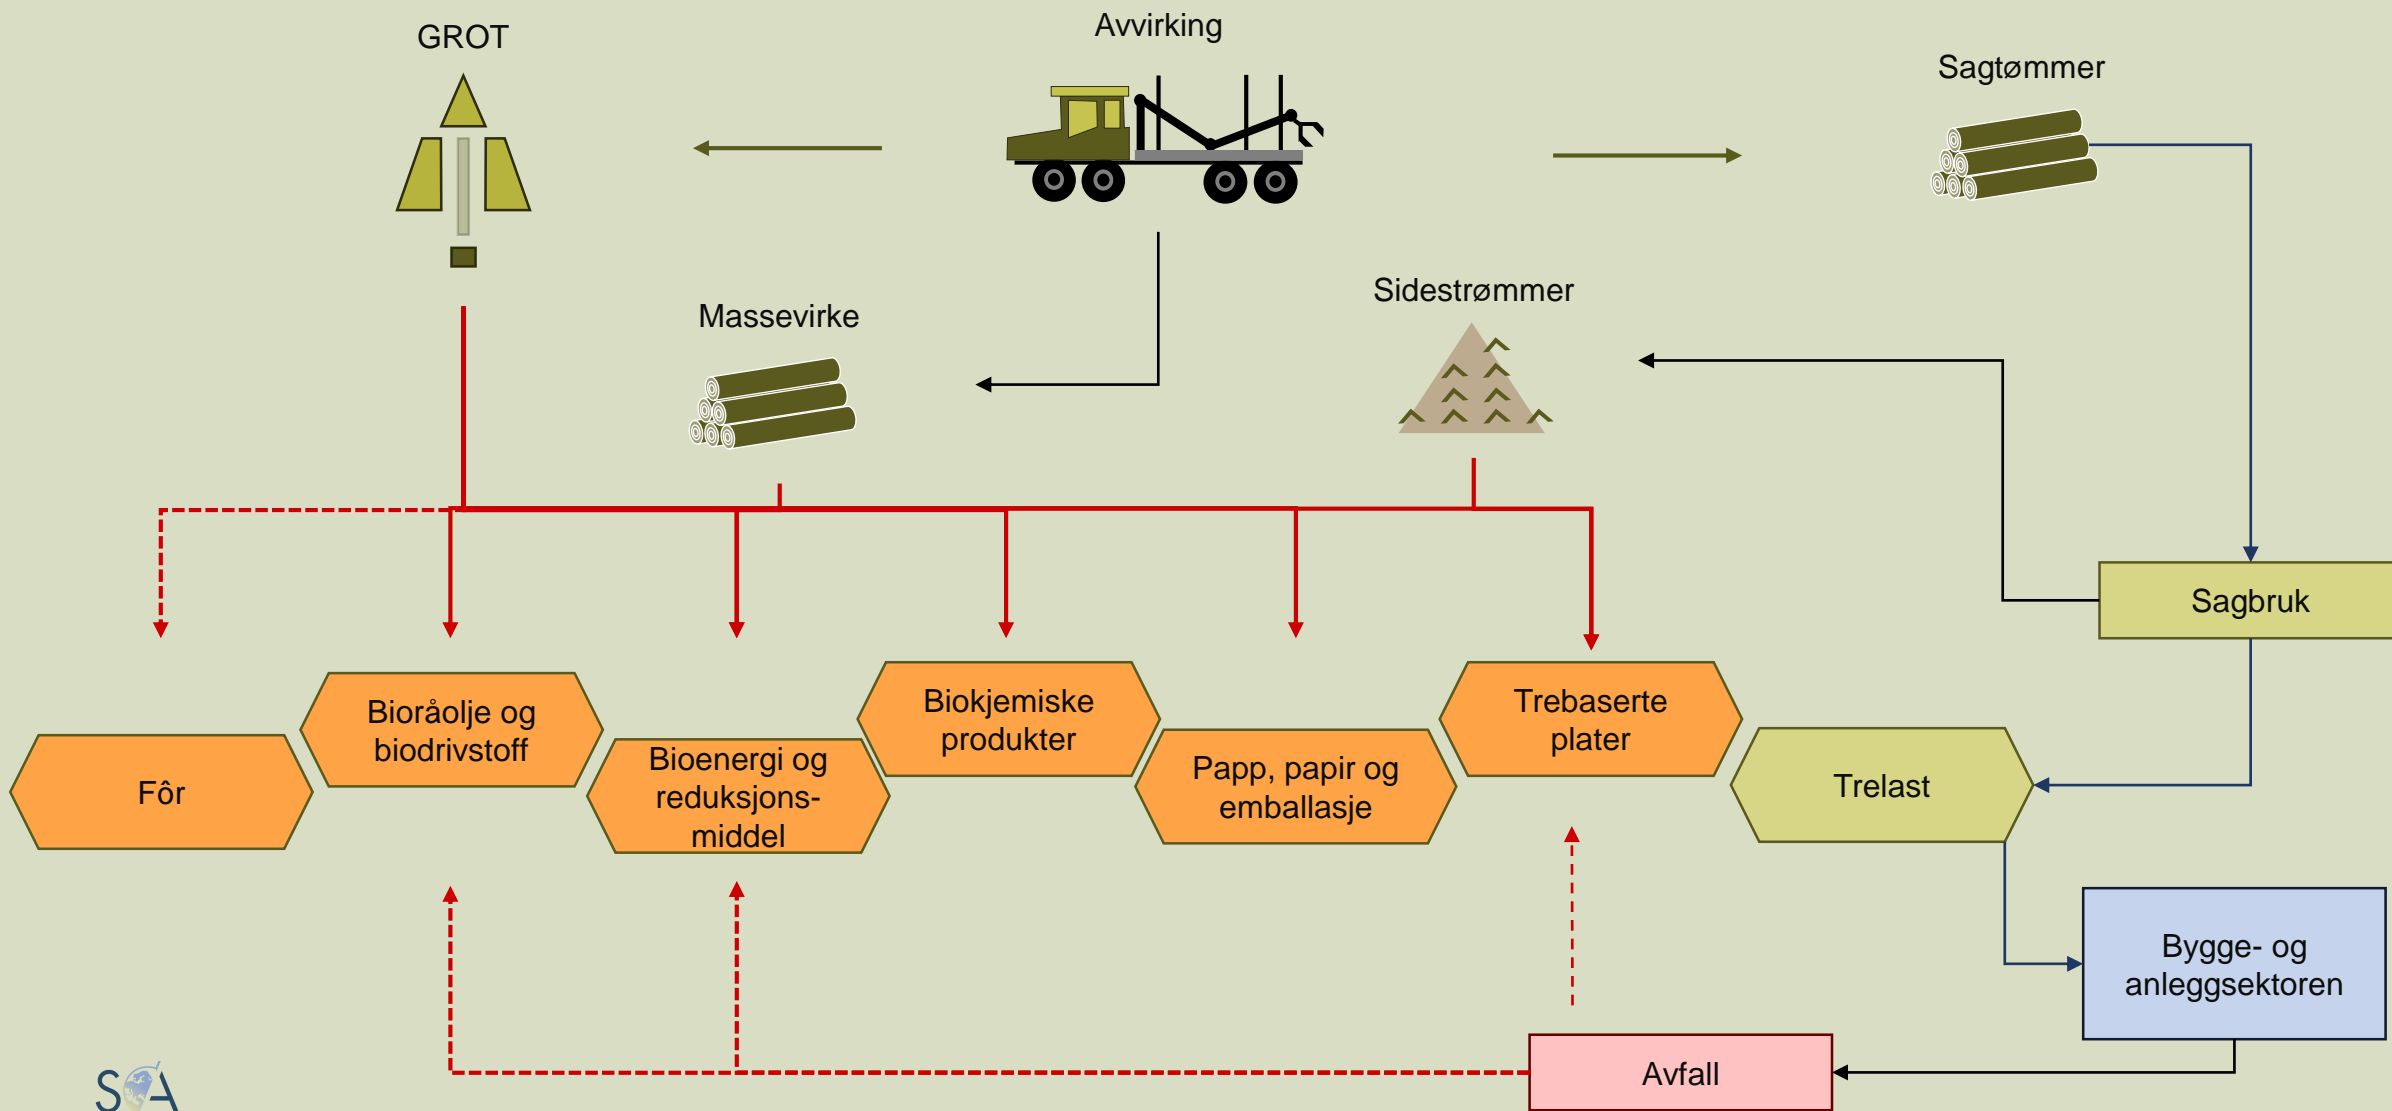 GROT
Avvirking
Sagtømmer
Massevirke
Sidestrømmer
Sagbruk
Fôr
Bioråolje og
biodrivstoff
Bioenergi og
reduksjons-
middel
Biokjemiske
produkter
Papp, papir og
emballasje
Trebaserte
plater
Trelast
Bygge- og
anleggsektoren
Avfall